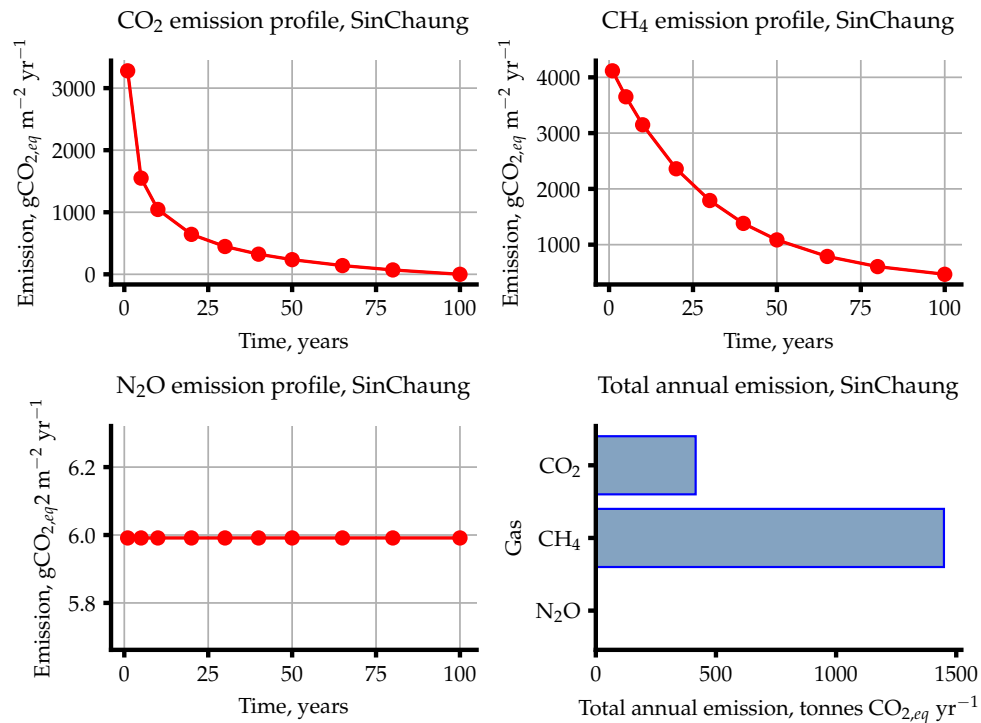 CO₂ emission profile, SinChaung
Emission, gCO₂,eq m⁻² yr⁻¹
3000
2000
1000
0
0 25 50 75 100
Time, years
CH₄ emission profile, SinChaung
Emission, gCO₂,eq m⁻² yr⁻¹
4000
3000
2000
1000
0 25 50 75 100
Time, years
N₂O emission profile, SinChaung
Emission, gCO₂,eq2 m⁻² yr⁻¹
6.2
6.0
5.8
0 25 50 75 100
Time, years
Total annual emission, SinChaung
Gas
CO₂
CH₄
N₂O
0 500 1000 1500
Total annual emission, tonnes CO₂,eq yr⁻¹